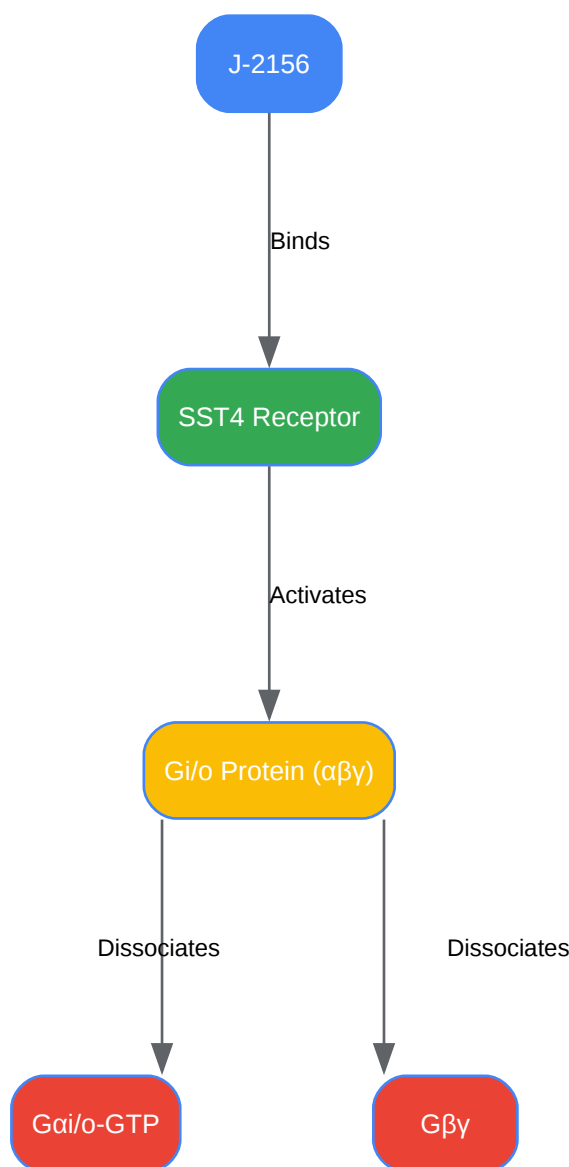 J-2156
Binds
SST4 Receptor
Activates
Gi/o Protein (αβγ)
Dissociates
Dissociates
Gαi/o-GTP
Gβγ